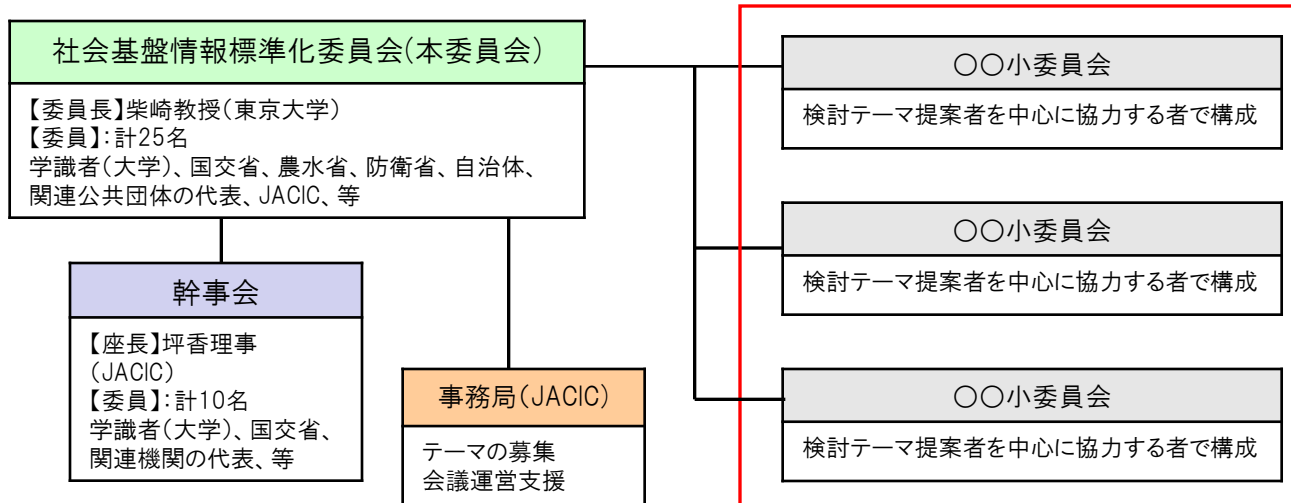 社会基盤情報標準化委員会(本委員会)
【委員長】柴崎教授(東京大学)
【委員】:計25名
学識者(大学)、国交省、農水省、防衛省、自治体、
関連公共団体の代表、JACIC、等
幹事会
【座長】坪香理事
(JACIC)
【委員】:計10名
学識者(大学)、国交省、
関連機関の代表、等
事務局(JACIC)
テーマの募集
会議運営支援
〇〇小委員会
検討テーマ提案者を中心に協力する者で構成
〇〇小委員会
検討テーマ提案者を中心に協力する者で構成
〇〇小委員会
検討テーマ提案者を中心に協力する者で構成